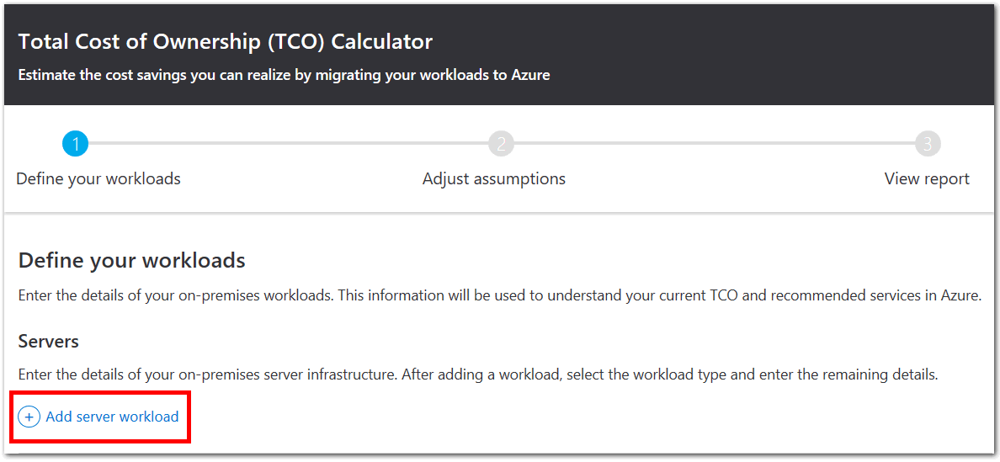 Total Cost of Ownership (TCO) Calculator
Estimate the cost savings you can realize by migrating your workloads to Azure
1
2
3
Define your workloads
Adjust assumptions
View report
Define your workloads
Enter the details of your on-premises workloads. This information will be used to understand your current TCO and recommended services in Azure.
Servers
Enter the details of your on-premises server infrastructure. After adding a workload, select the workload type and enter the remaining details.
+ Add server workload